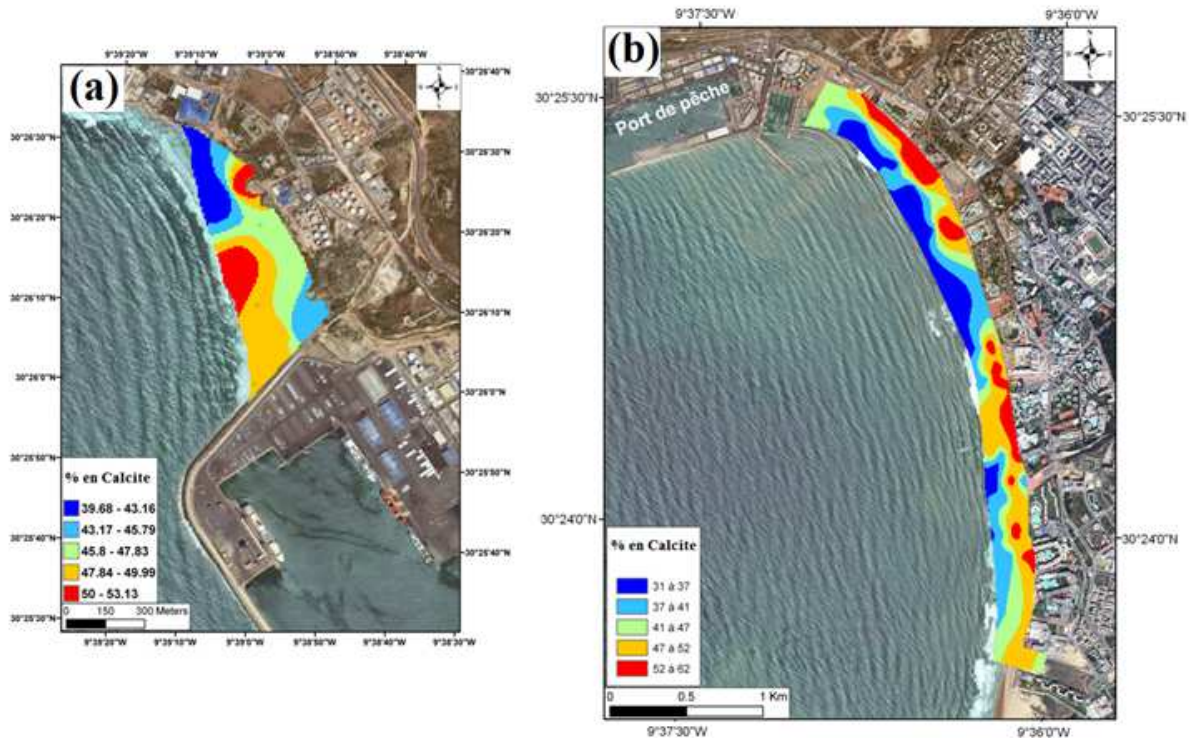 (a)
9°39'20"W 9°39'10"W 9°39'0"W 9°38'50"W 9°38'40"W
30°26'40"N 30°26'40"N
30°26'30"N 30°26'30"N
30°26'20"N 30°26'20"N
30°26'10"N 30°26'10"N
30°26'0"N 30°26'0"N
30°25'50"N 30°25'50"N
30°25'40"N 30°25'40"N
30°25'30"N
% en Calcite
39.68 - 43.16
43.17 - 45.79
45.8 - 47.83
47.84 - 49.99
50 - 53.13
0 150 300 Meters
9°39'20"W 9°39'10"W 9°39'0"W 9°38'50"W 9°38'40"W 9°38'30"W
(b)
9°37'30"W 9°36'0"W
30°25'30"N 30°25'30"N
Port de pêche
30°24'0"N 30°24'0"N
% en Calcite
31 à 37
37 à 41
41 à 47
47 à 52
52 à 62
0 0.5 1 Km
9°37'30"W 9°36'0"W